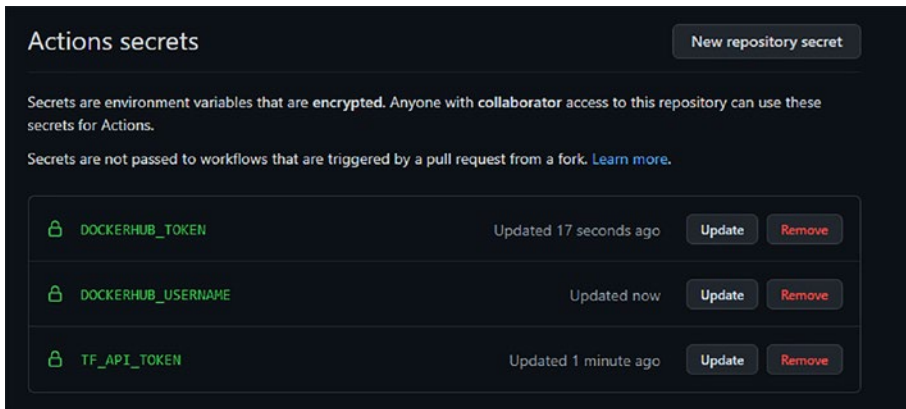 Actions secrets
New repository secret
Secrets are environment variables that are encrypted. Anyone with collaborator access to this repository can use these
secrets for Actions.
Secrets are not passed to workflows that are triggered by a pull request from a fork. Learn more.
DOCKERHUB_TOKEN Updated 17 seconds ago Update Remove
DOCKERHUB_USERNAME Updated now Update Remove
TF_API_TOKEN Updated 1 minute ago Update Remove